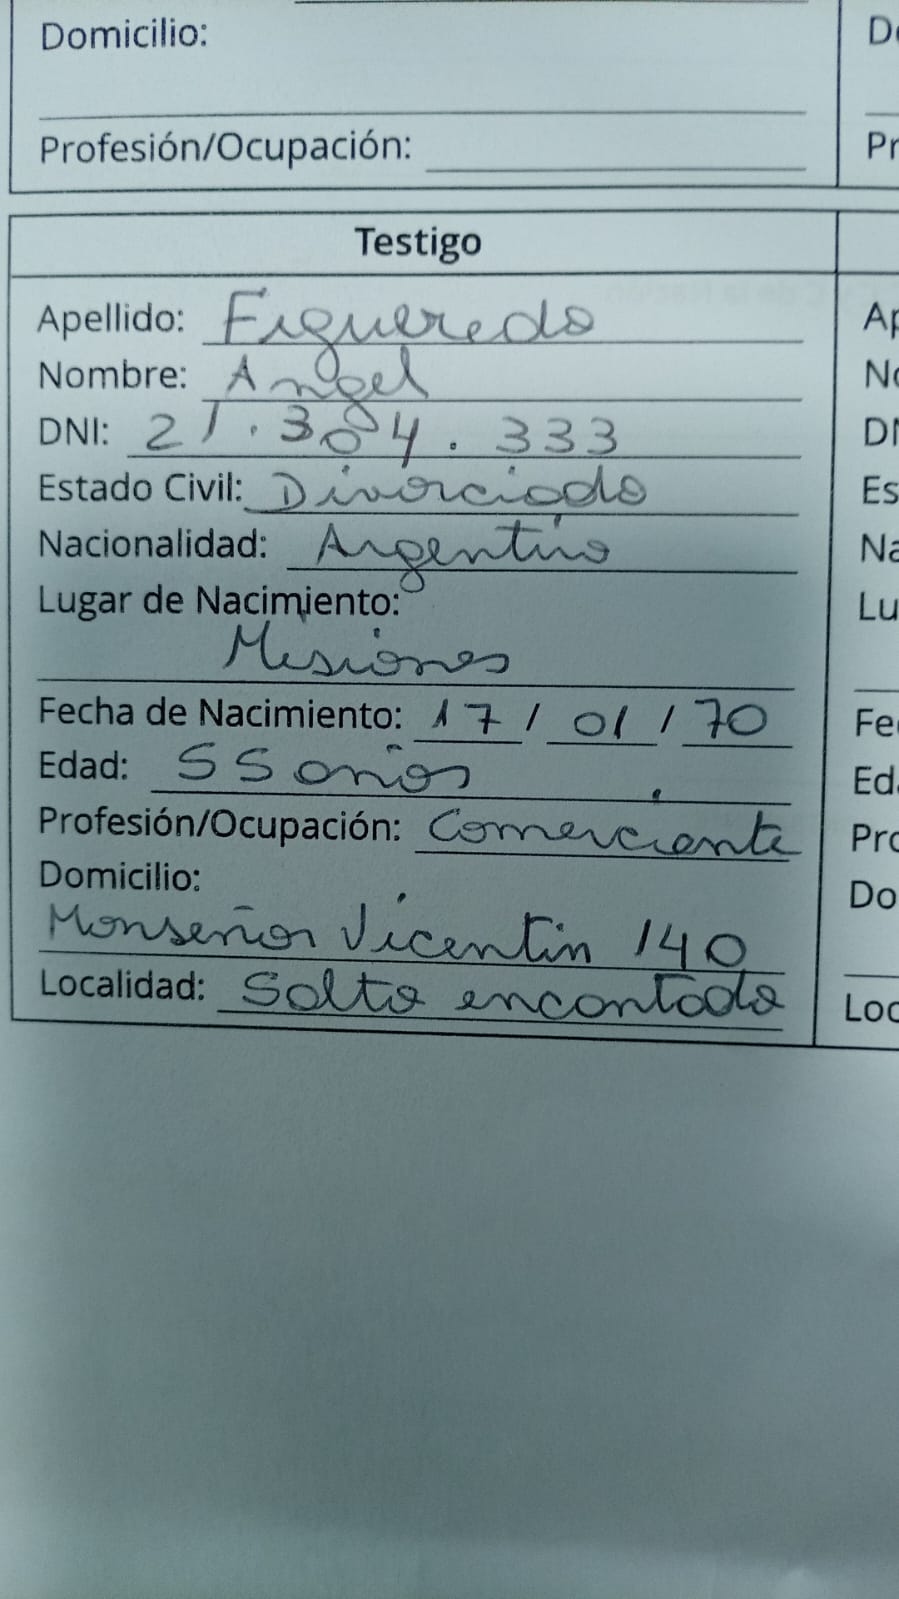 Domicilio:
Profesión/Ocupación:
Testigo
Apellido: Figueredo
Nombre: Angel
DNI: 21.304.333
Estado Civil: Divorciado
Nacionalidad: Argentino
Lugar de Nacimiento:
Misiones
Fecha de Nacimiento: 17/01/70
Edad: 55 años
Profesión/Ocupación: Comerciante
Domicilio:
Monseñor Vicentin 140
Localidad: Salto encantado